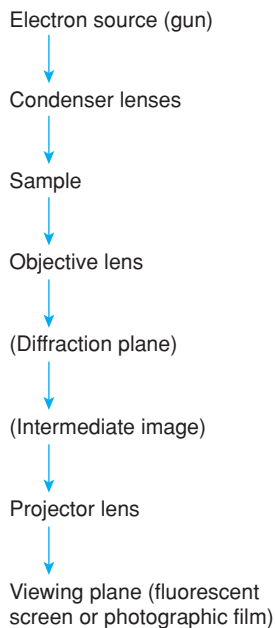 Electron source (gun)
Condenser lenses
Sample
Objective lens
(Diffraction plane)
(Intermediate image)
Projector lens
Viewing plane (fluorescent
screen or photographic film)